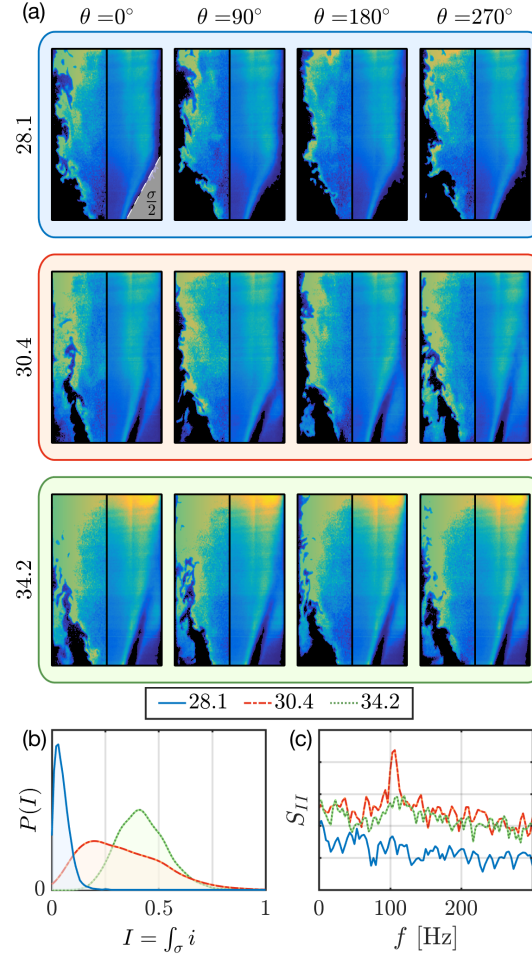 (a)
θ = 0° θ = 90° θ = 180° θ = 270°
28.1
σ/2
30.4
34.2
28.1 30.4 34.2
(b) (c)
P(I)
0
0 0.5 1
I = ∫σ i
S_II
0 100 200
f [Hz]